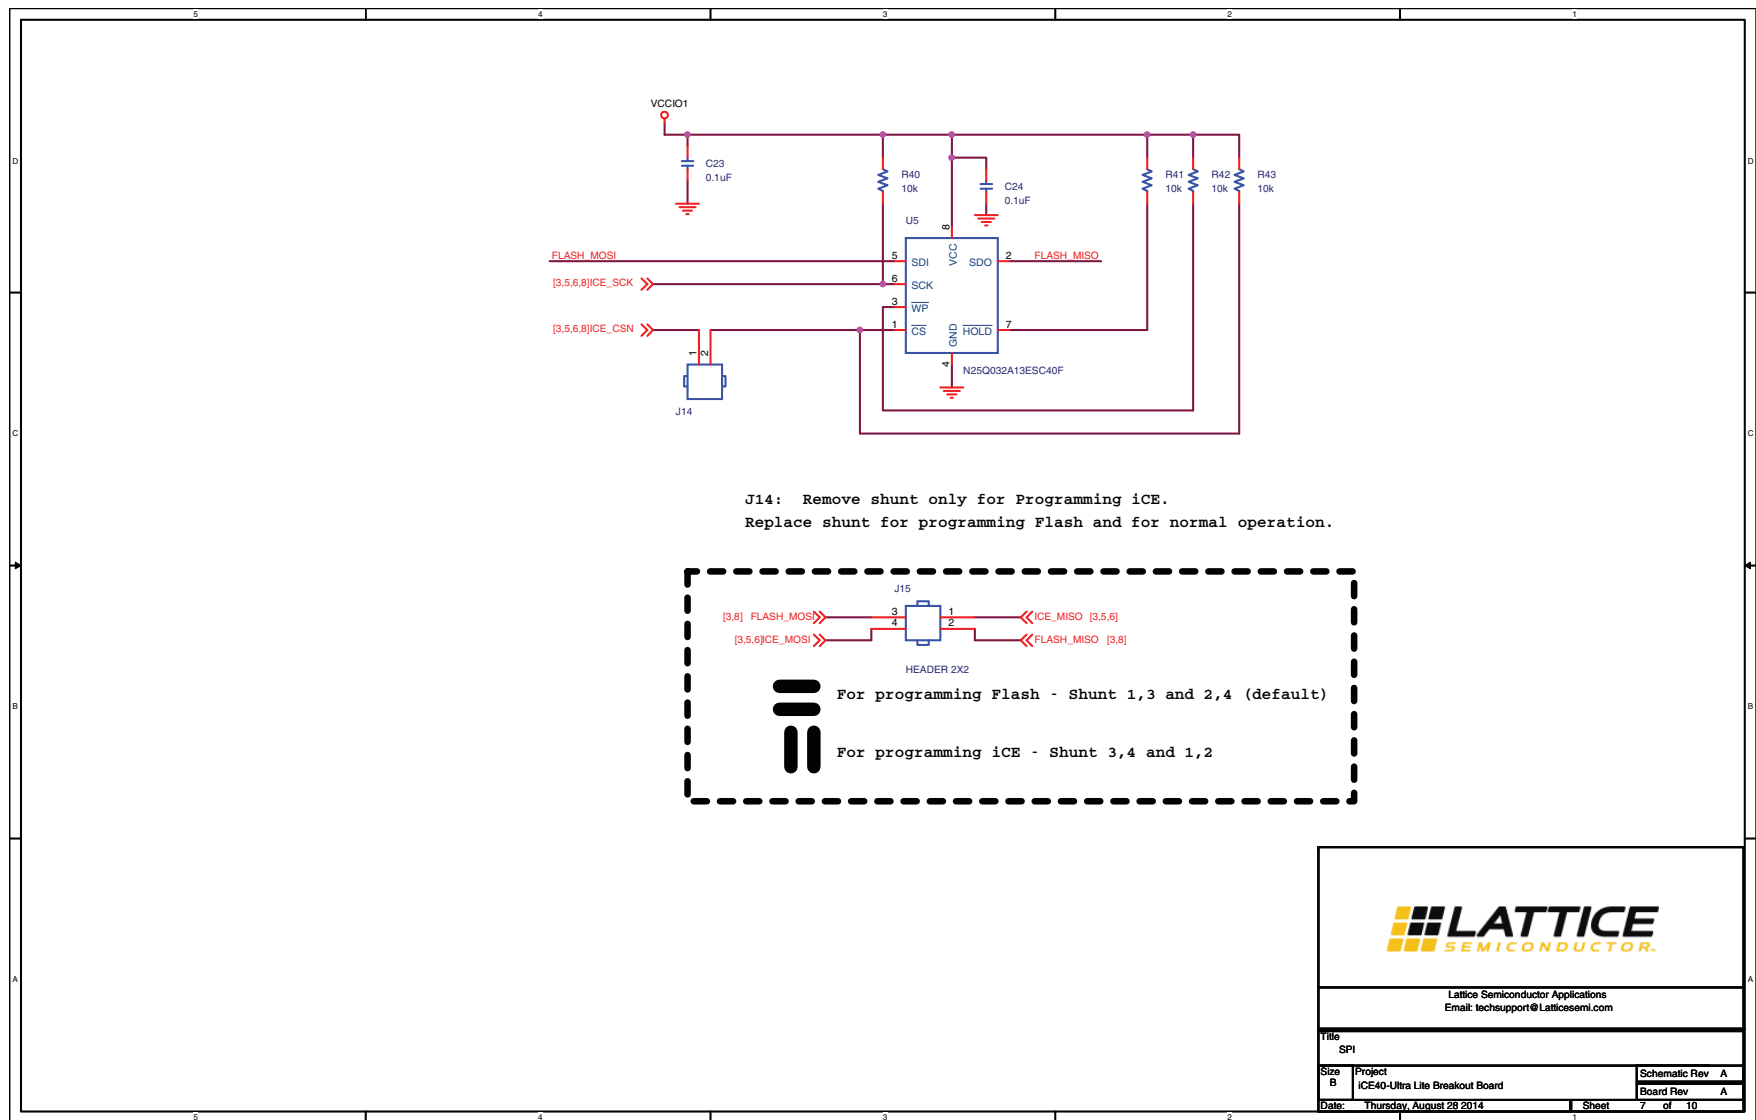 5 4 3 2 1
D D
C C
B B
A A
VCCIO1
C23
0.1uF
R40
10k
C24
0.1uF
R41
10k
R42
10k
R43
10k
U5
8
VCC
FLASH_MOSI
5
SDI
SDO
2
FLASH_MISO
[3,5,6,8]ICE_SCK
6
SCK
3
WP
[3,5,6,8]ICE_CSN
1
CS
GND
HOLD
7
1
2
4
N25Q032A13ESC40F
J14
J14: Remove shunt only for Programming iCE.
Replace shunt for programming Flash and for normal operation.
J15
[3,8] FLASH_MOSI
3
1
ICE_MISO [3,5,6]
[3,5,6]ICE_MOSI
4
2
FLASH_MISO [3,8]
HEADER 2X2
For programming Flash - Shunt 1,3 and 2,4 (default)
For programming iCE - Shunt 3,4 and 1,2
LATTICE
SEMICONDUCTOR™
Lattice Semiconductor Applications
Email: techsupport@Latticesemi.com
Title
SPI
Size
B
Project
iCE40-Ultra Lite Breakout Board
Schematic Rev A
Board Rev A
Date: Thursday, August 28 2014
Sheet 7 of 10
5 4 3 2 1